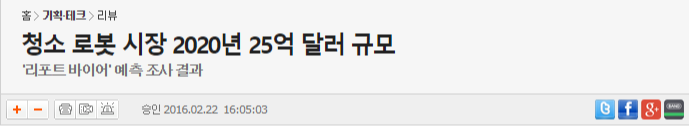 홈 > 기획·테크 > 리뷰
청소 로봇 시장 2020년 25억 달러 규모
'리포트 바이어' 예측 조사 결과
승인 2016.02.22 16:05:03